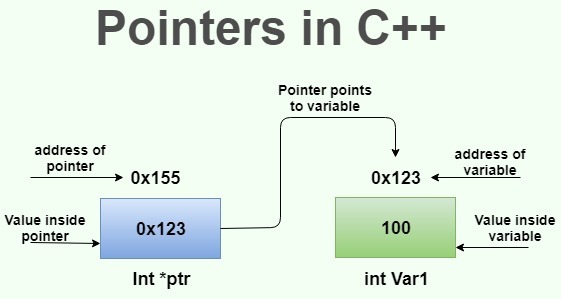 Pointers in C++
Pointer points
to variable
address of
pointer
0x155
0x123
address of
variable
Value inside
pointer
0x123
100
Value inside
variable
Int *ptr
int Var1